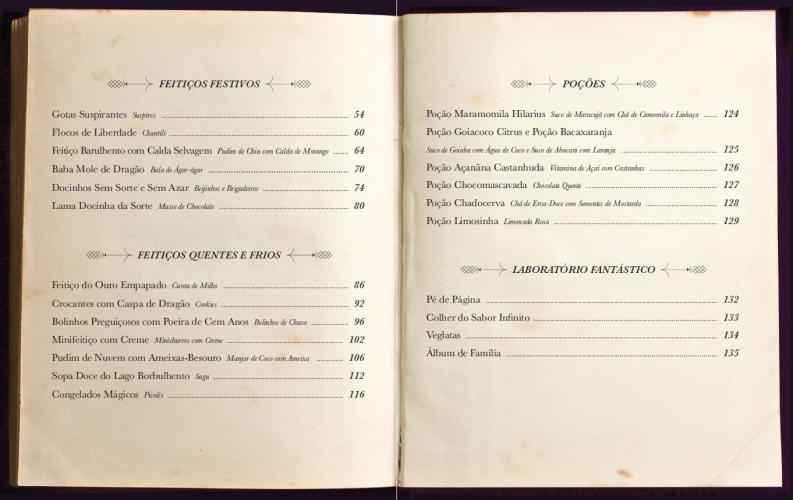 FEITIÇOS FESTIVOS
Gotas Suspirantes Suspiros 54
Flocos de Liberdade Chantili 60
Feitiço Barulhento com Calda Selvagem Pudim de Chia com Calda de Morango 64
Baba Mole de Dragão Bala de Ágar-ágar 70
Docinhos Sem Sorte e Sem Azar Beijinhos e Brigadeiros 74
Lama Docinha da Sorte Musse de Chocolate 80
FEITIÇOS QUENTES E FRIOS
Feitiço do Ouro Empapado Curau de Milho 86
Crocantes com Caspa de Dragão Cookies 92
Bolinhos Preguiçosos com Poeira de Cem Anos Bolinhos de Chuva 96
Minifeitiço com Creme Minichurros com Creme 102
Pudim de Nuvem com Ameixas-Besouro Manjar de Coco com Ameixa 106
Sopa Doce do Lago Borbulhento Sagu 112
Congelados Mágicos Picolés 116
POÇÕES
Poção Maramomila Hilarius Suco de Maracujá com Chá de Camomila e Linhaça 124
Poção Goiacoco Citrus e Poção Bacaxaranja
Suco de Goiaba com Água de Coco e Suco de Abacaxi com Laranja 125
Poção Açanãna Castanhuda Vitamina de Açaí com Castanhas 126
Poção Chocomascavada Chocolate Quente 127
Poção Chadocerva Chá de Erva-Doce com Sementes de Mostarda 128
Poção Limosinha Limonada Rosa 129
LABORATÓRIO FANTÁSTICO
Pé de Página 132
Colher do Sabor Infinito 133
Veglatas 134
Álbum de Família 135